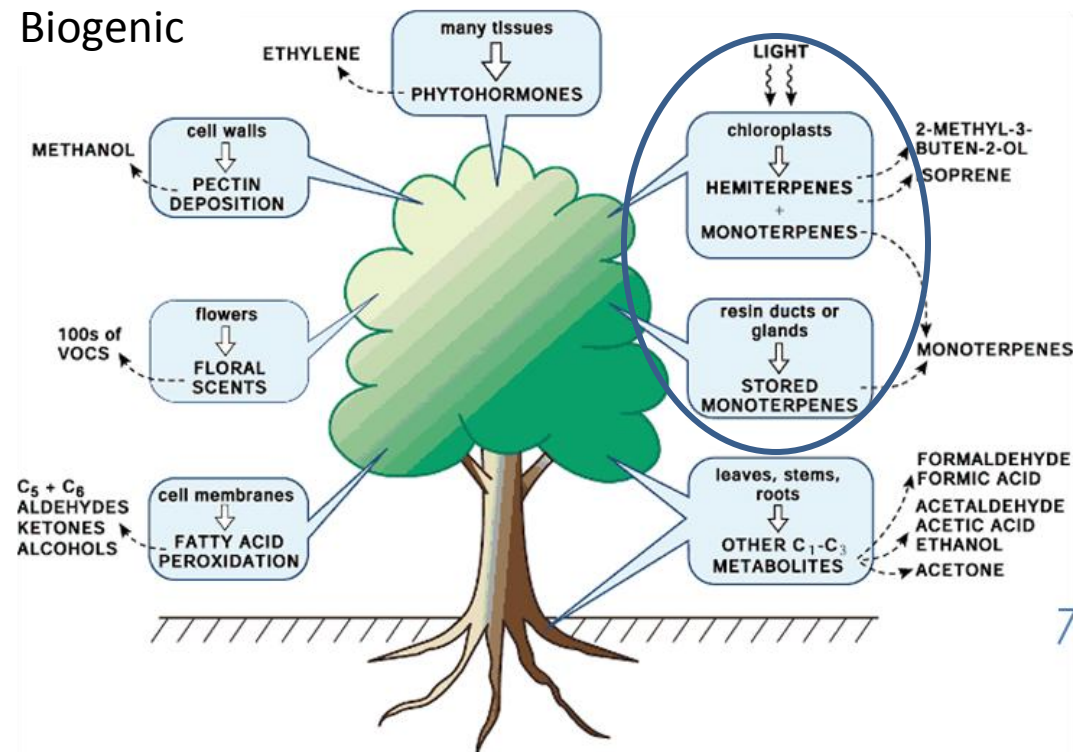 Biogenic
many tissues
PHYTOHORMONES
ETHYLENE
LIGHT
cell walls
PECTIN
DEPOSITION
METHANOL
chloroplasts
HEMITERPENES
+
MONOTERPENES
2-METHYL-3-
BUTEN-2-OL
ISOPRENE
flowers
FLORAL
SCENTS
100s of
VOCS
resin ducts or
glands
STORED
MONOTERPENES
MONOTERPENES
cell membranes
FATTY ACID
PEROXIDATION
C₅ + C₆
ALDEHYDES
KETONES
ALCOHOLS
leaves, stems,
roots
OTHER C₁-C₃
METABOLITES
FORMALDEHYDE
FORMIC ACID
ACETALDEHYDE
ACETIC ACID
ETHANOL
ACETONE
7